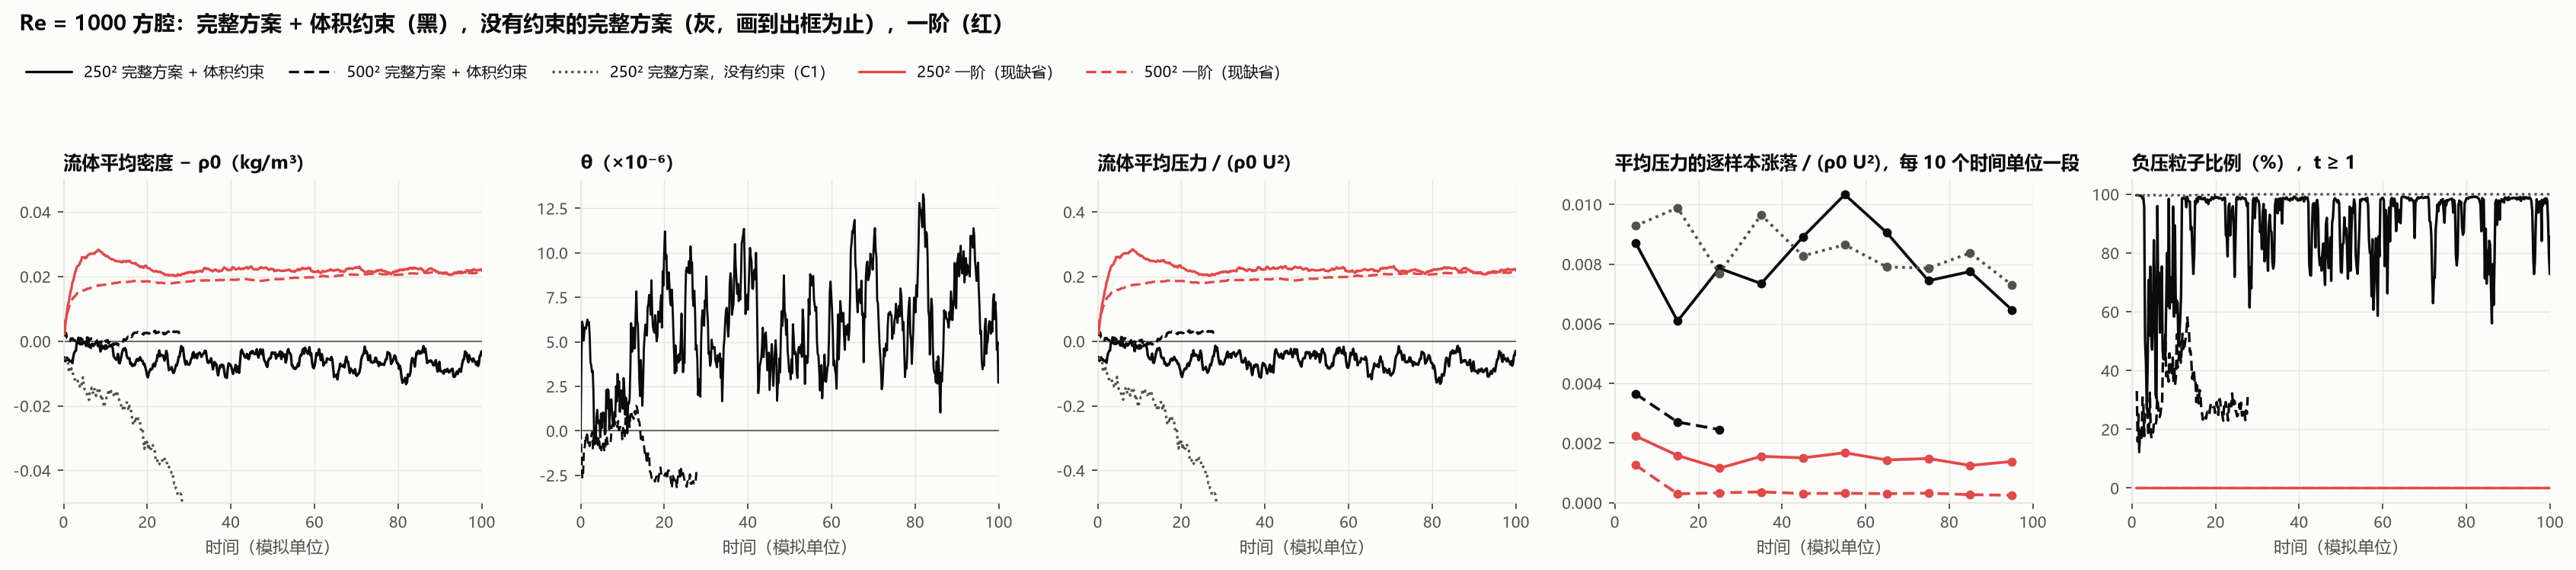 Re = 1000 方腔：完整方案 + 体积约束（黑），没有约束的完整方案（灰，画到出框为止），一阶（红）
250² 完整方案 + 体积约束
500² 完整方案 + 体积约束
250² 完整方案，没有约束（C1）
250² 一阶（现缺省）
500² 一阶（现缺省）
流体平均密度 − ρ0（kg/m³）
0.04
0.02
0.00
-0.02
-0.04
0 20 40 60 80 100
时间（模拟单位）
θ（×10⁻⁶）
12.5
10.0
7.5
5.0
2.5
0.0
-2.5
0 20 40 60 80 100
时间（模拟单位）
流体平均压力 / (ρ0 U²)
0.4
0.2
0.0
-0.2
-0.4
0 20 40 60 80 100
时间（模拟单位）
平均压力的逐样本涨落 / (ρ0 U²)，每 10 个时间单位一段
0.010
0.008
0.006
0.004
0.002
0.000
0 20 40 60 80 100
时间（模拟单位）
负压粒子比例（%），t ≥ 1
100
80
60
40
20
0
0 20 40 60 80 100
时间（模拟单位）